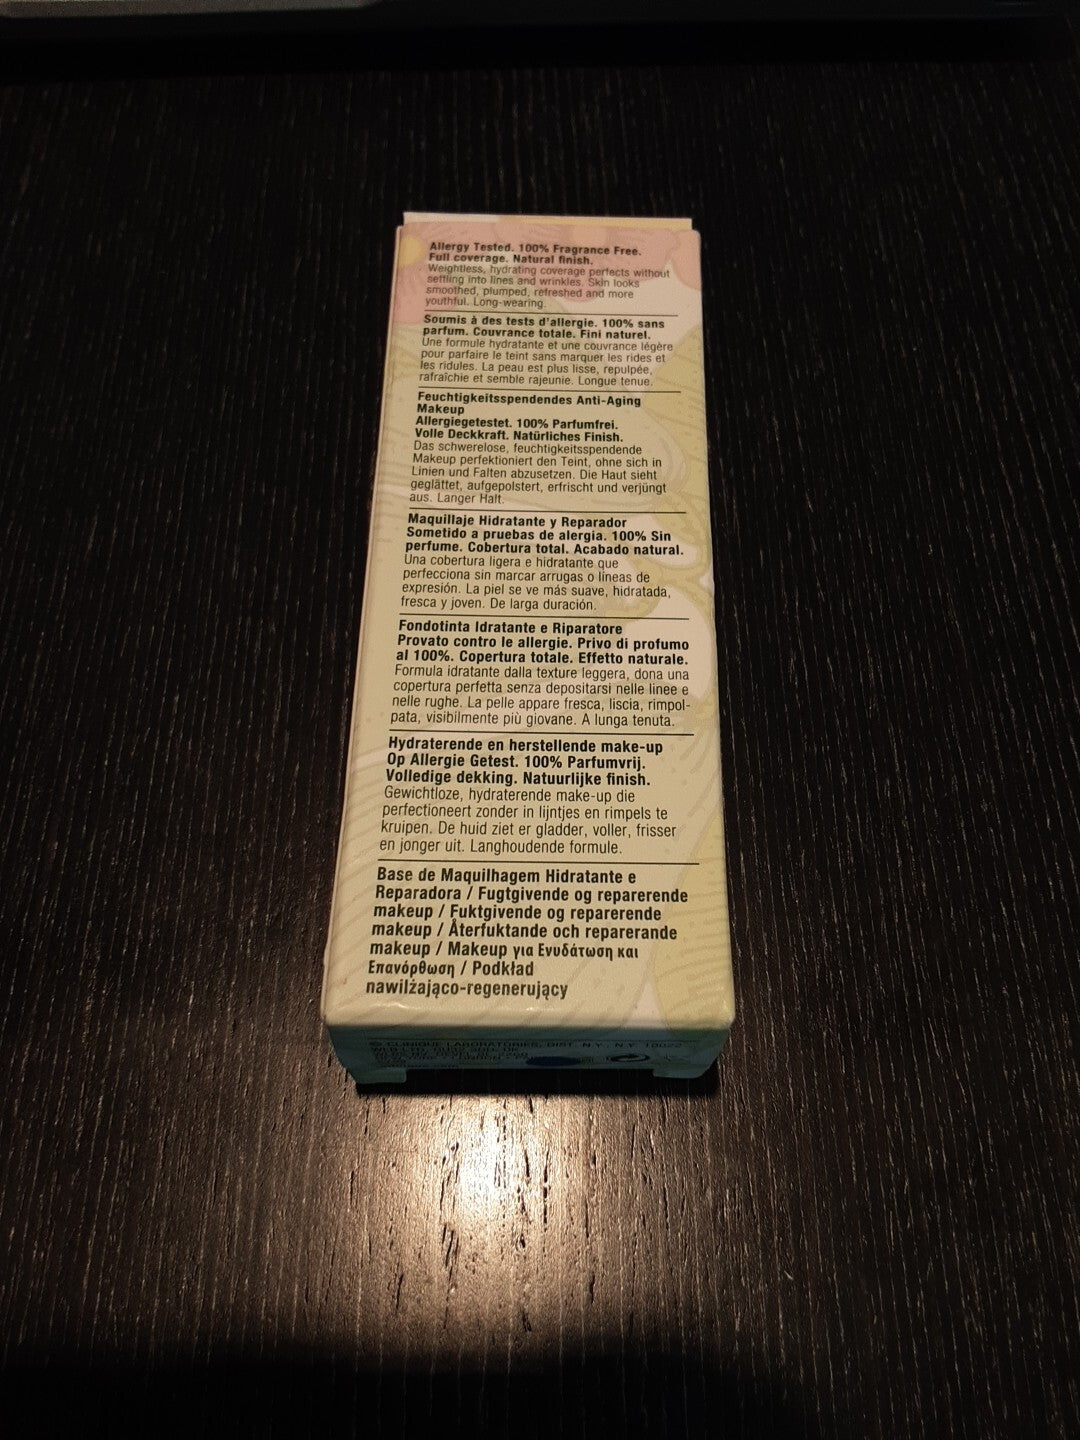 Allergy Tested. 100% Fragrance Free.
Full coverage. Natural finish.
Weightless, hydrating coverage perfects without
settling into lines and wrinkles. Skin looks
smoothed, plumped, refreshed and more
youthful. Long-wearing.
Soumis à des tests d'allergie. 100% sans
parfum. Couvrance totale. Fini naturel.
Une formule hydratante et une couvrance légère
pour parfaire le teint sans marquer les rides et
les ridules. La peau est plus lisse, repulpée,
rafraîchie et semble rajeunie. Longue tenue.
Feuchtigkeitsspendendes Anti-Aging
Makeup
Allergiegetestet. 100% Parfumfrei.
Volle Deckkraft. Natürliches Finish.
Das schwerelose, feuchtigkeitsspendende
Makeup perfektioniert den Teint, ohne sich in
Linien und Falten abzusetzen. Die Haut sieht
geglättet, aufgepolstert, erfrischt und verjüngt
aus. Langer Halt.
Maquillaje Hidratante y Reparador
Sometido a pruebas de alergia. 100% Sin
perfume. Cobertura total. Acabado natural.
Una cobertura ligera e hidratante que
perfecciona sin marcar arrugas o líneas de
expresión. La piel se ve más suave, hidratada,
fresca y joven. De larga duración.
Fondotinta Idratante e Riparatore
Provato contro le allergie. Privo di profumo
al 100%. Copertura totale. Effetto naturale.
Formula idratante dalla texture leggera, dona una
copertura perfetta senza depositarsi nelle linee e
nelle rughe. La pelle appare fresca, liscia, rimpol-
pata, visibilmente più giovane. A lunga tenuta.
Hydraterende en herstellende make-up
Op Allergie Getest. 100% Parfumvrij.
Volledige dekking. Natuurlijke finish.
Gewichtloze, hydraterende make-up die
perfectioneert zonder in lijntjes en rimpels te
kruipen. De huid ziet er gladder, voller, frisser
en jonger uit. Langhoudende formule.
Base de Maquilhagem Hidratante e
Reparadora / Fugtgivende og reparerende
makeup / Fuktgivende og reparerende
makeup / Återfuktande och reparerande
makeup / Makeup για Ενυδάτωση και
Επανόρθωση / Podkład
nawilżająco-regenerujący
© CLINIQUE LABORATORIES, DIST. N.Y., N.Y. 10022